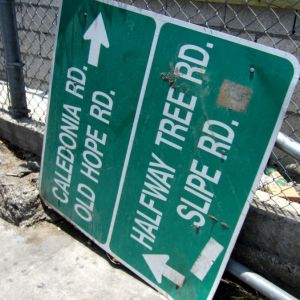 CALEDONIA RD.
OLD HOPE RD.
HALFWAY TREE RD.
SLIPE RD.